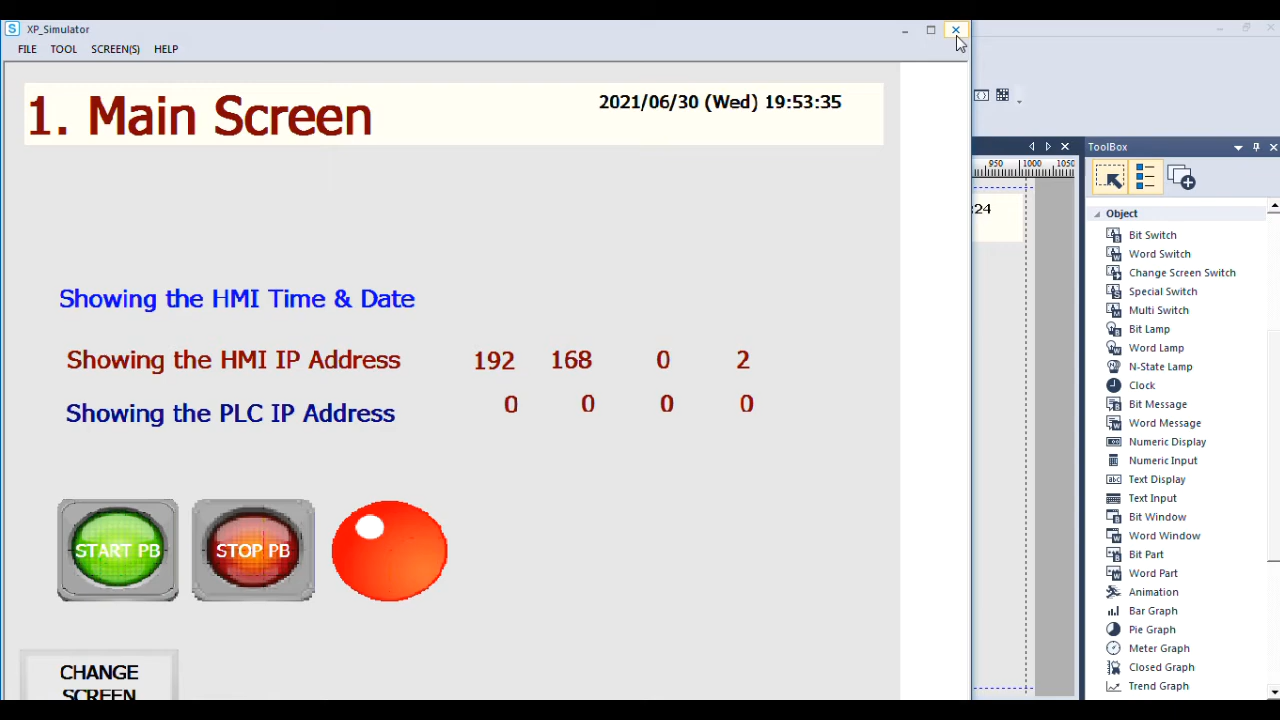 S XP_Simulator
FILE TOOL SCREEN(S) HELP
1. Main Screen
2021/06/30 (Wed) 19:53:35
Showing the HMI Time & Date
Showing the HMI IP Address 192 168 0 2
Showing the PLC IP Address 0 0 0 0
START PB
STOP PB
CHANGE
SCREEN
950 1000 1050
24
ToolBox
Object
Bit Switch
Word Switch
Change Screen Switch
Special Switch
Multi Switch
Bit Lamp
Word Lamp
N-State Lamp
Clock
Bit Message
Word Message
Numeric Display
Numeric Input
Text Display
Text Input
Bit Window
Word Window
Bit Part
Word Part
Animation
Bar Graph
Pie Graph
Meter Graph
Closed Graph
Trend Graph